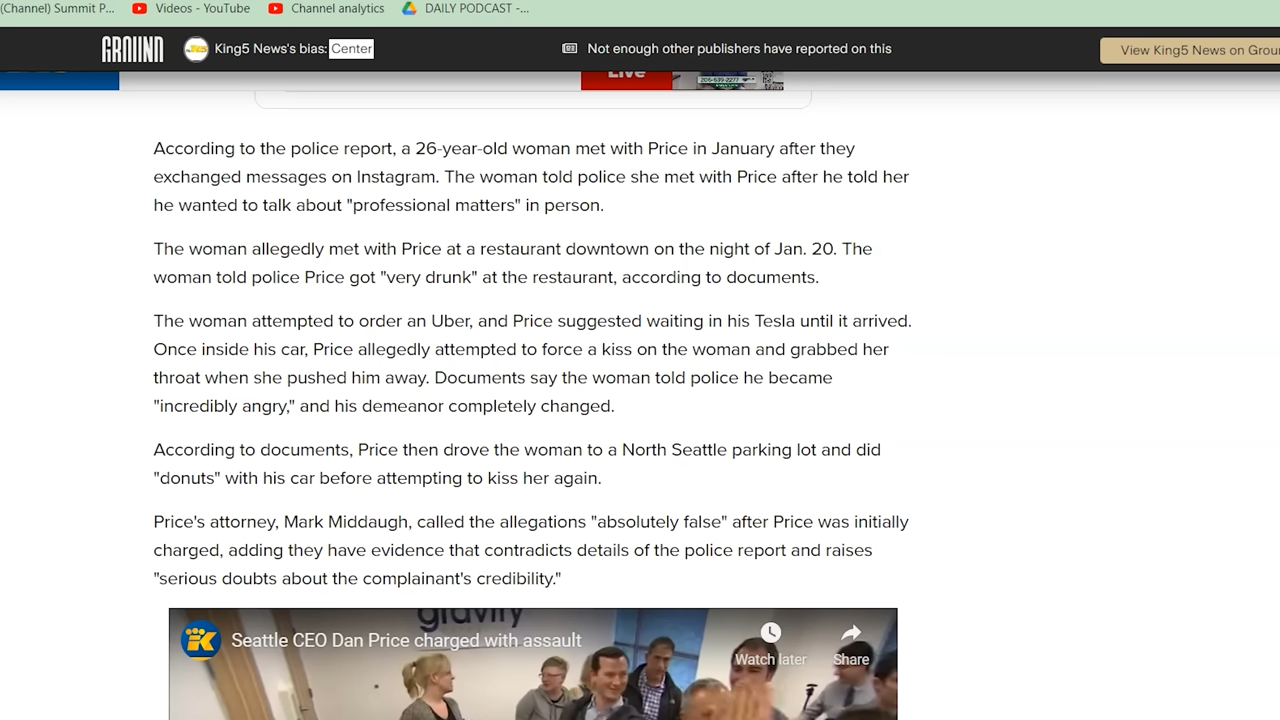 (Channel) Summit P... Videos - YouTube Channel analytics DAILY PODCAST -...
GROUND King5 News's bias: Center Not enough other publishers have reported on this View King5 News on Groun
Live
206-639-2277
According to the police report, a 26-year-old woman met with Price in January after they
exchanged messages on Instagram. The woman told police she met with Price after he told her
he wanted to talk about "professional matters" in person.
The woman allegedly met with Price at a restaurant downtown on the night of Jan. 20. The
woman told police Price got "very drunk" at the restaurant, according to documents.
The woman attempted to order an Uber, and Price suggested waiting in his Tesla until it arrived.
Once inside his car, Price allegedly attempted to force a kiss on the woman and grabbed her
throat when she pushed him away. Documents say the woman told police he became
"incredibly angry," and his demeanor completely changed.
According to documents, Price then drove the woman to a North Seattle parking lot and did
"donuts" with his car before attempting to kiss her again.
Price's attorney, Mark Middaugh, called the allegations "absolutely false" after Price was initially
charged, adding they have evidence that contradicts details of the police report and raises
"serious doubts about the complainant's credibility."
gravity
Seattle CEO Dan Price charged with assault
Watch later Share